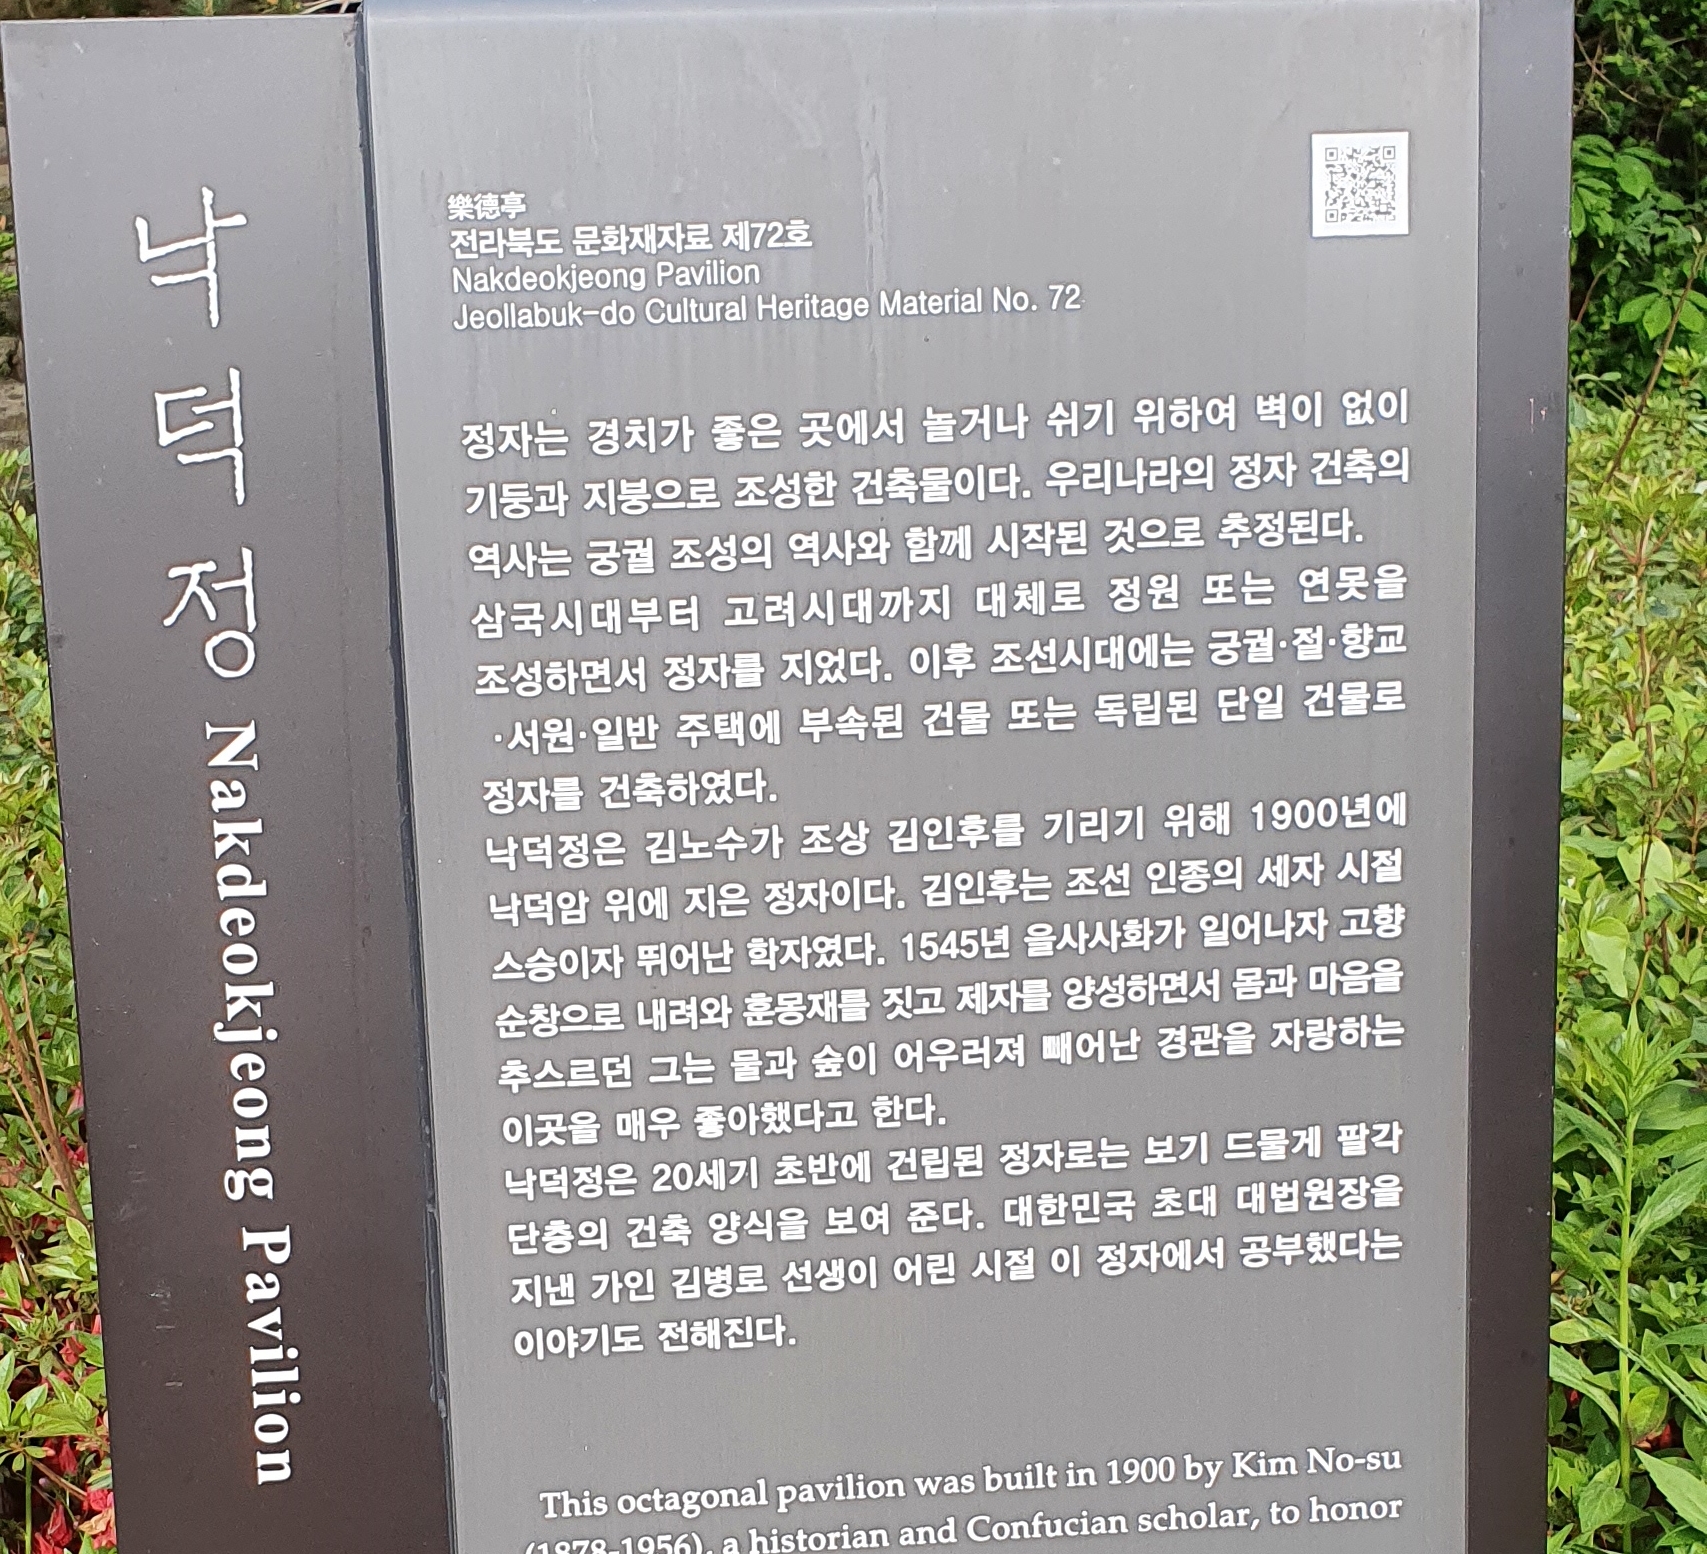 낙덕정 Nakdeokjeong Pavilion
樂德亭
전라북도 문화재자료 제72호
Nakdeokjeong Pavilion
Jeollabuk-do Cultural Heritage Material No. 72
정자는 경치가 좋은 곳에서 놀거나 쉬기 위하여 벽이 없이
기둥과 지붕으로 조성한 건축물이다. 우리나라의 정자 건축의
역사는 궁궐 조성의 역사와 함께 시작된 것으로 추정된다.
삼국시대부터 고려시대까지 대체로 정원 또는 연못을
조성하면서 정자를 지었다. 이후 조선시대에는 궁궐·절·향교
·서원·일반 주택에 부속된 건물 또는 독립된 단일 건물로
정자를 건축하였다.
낙덕정은 김노수가 조상 김인후를 기리기 위해 1900년에
낙덕암 위에 지은 정자이다. 김인후는 조선 인종의 세자 시절
스승이자 뛰어난 학자였다. 1545년 을사사화가 일어나자 고향
순창으로 내려와 훈몽재를 짓고 제자를 양성하면서 몸과 마음을
추스르던 그는 물과 숲이 어우러져 빼어난 경관을 자랑하는
이곳을 매우 좋아했다고 한다.
낙덕정은 20세기 초반에 건립된 정자로는 보기 드물게 팔각
단층의 건축 양식을 보여 준다. 대한민국 초대 대법원장을
지낸 가인 김병로 선생이 어린 시절 이 정자에서 공부했다는
이야기도 전해진다.
This octagonal pavilion was built in 1900 by Kim No-su
(1878-1956), a historian and Confucian scholar, to honor